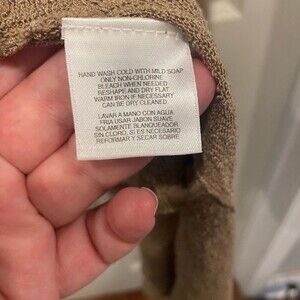 HAND WASH COLD WITH MILD SOAP
ONLY NON-CHLORINE
BLEACH WHEN NEEDED
RESHAPE AND DRY FLAT
WARM IRON IF NECESSARY
CAN BE DRY CLEANED
LAVAR A MANO CON AGUA
FRIA USAR JABON SUAVE
SOLAMENTE BLANQUEADOR
SIN CLORO, SI ES NECESARIO
REFORMAR Y SECAR SOBRE